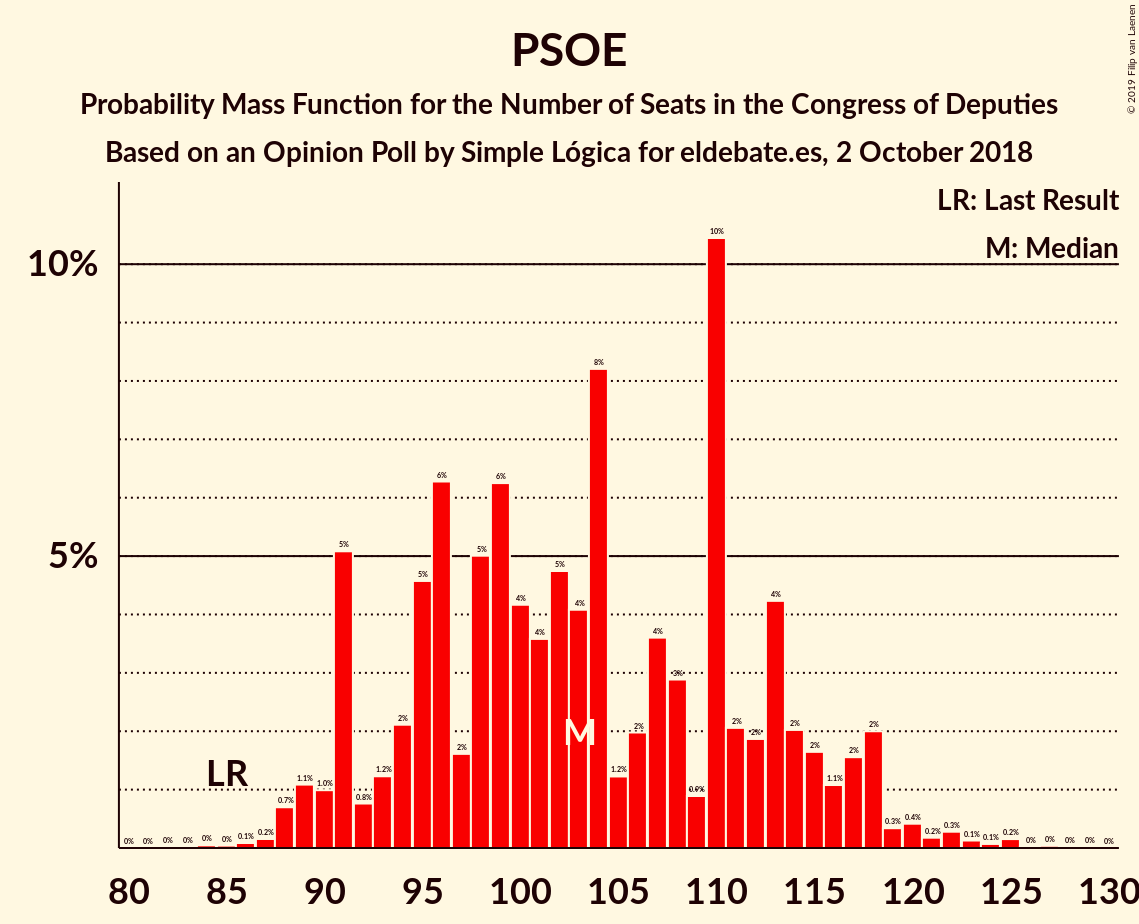 PSOE
Probability Mass Function for the Number of Seats in the Congress of Deputies
Based on an Opinion Poll by Simple Lógica for eldebate.es, 2 October 2018
© 2019 Filip van Laenen
LR: Last Result
M: Median
10%
5%
0% 0% 0% 0% 0% 0% 0.1% 0.2% 0.7% 1.1% 1.0% 5% 0.8% 1.2% 2% 5% 6% 2% 5% 6% 4% 4% 5% 4% 8% 1.2% 2% 4% 3% 0.9% 10% 2% 2% 4% 2% 2% 1.1% 2% 2% 0.3% 0.4% 0.2% 0.3% 0.1% 0.1% 0.2% 0% 0% 0% 0% 0%
LR
M
80 85 90 95 100 105 110 115 120 125 130